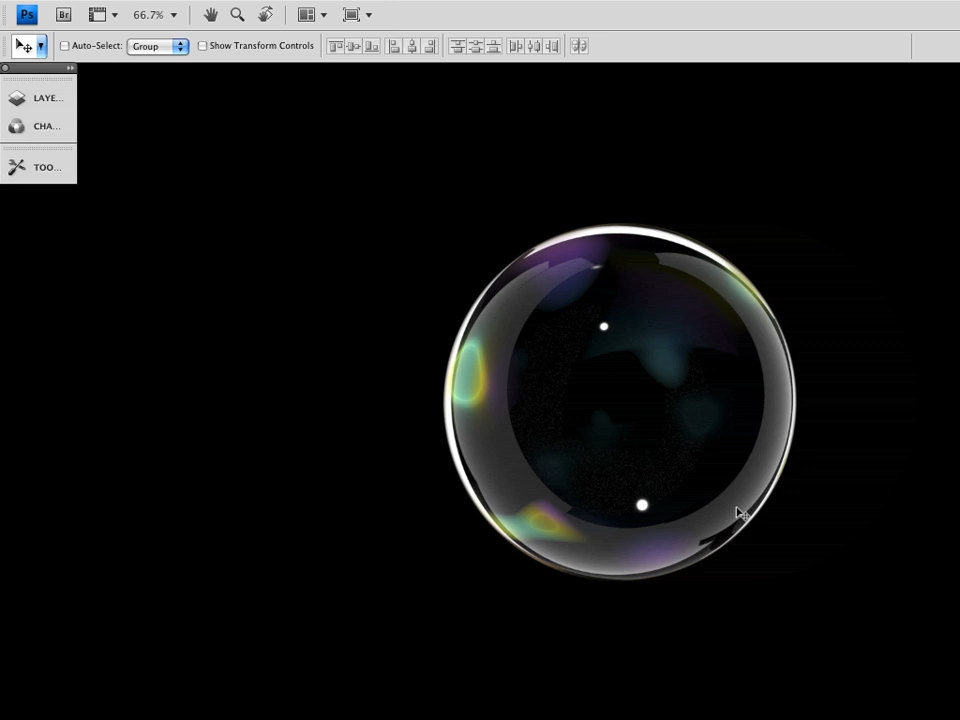 Ps Br 66.7%
Auto-Select: Group Show Transform Controls
LAYE...
CHA...
TOO...